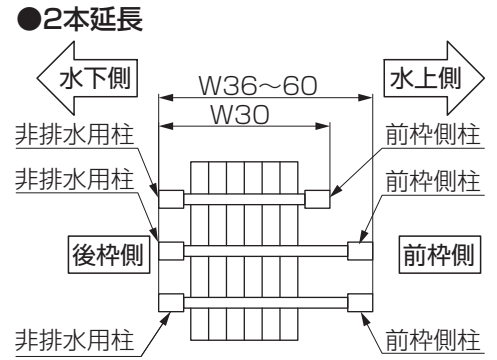 ●2本延長
水下側
水上側
W36～60
W30
非排水用柱
前枠側柱
非排水用柱
前枠側柱
後枠側
前枠側
非排水用柱
前枠側柱